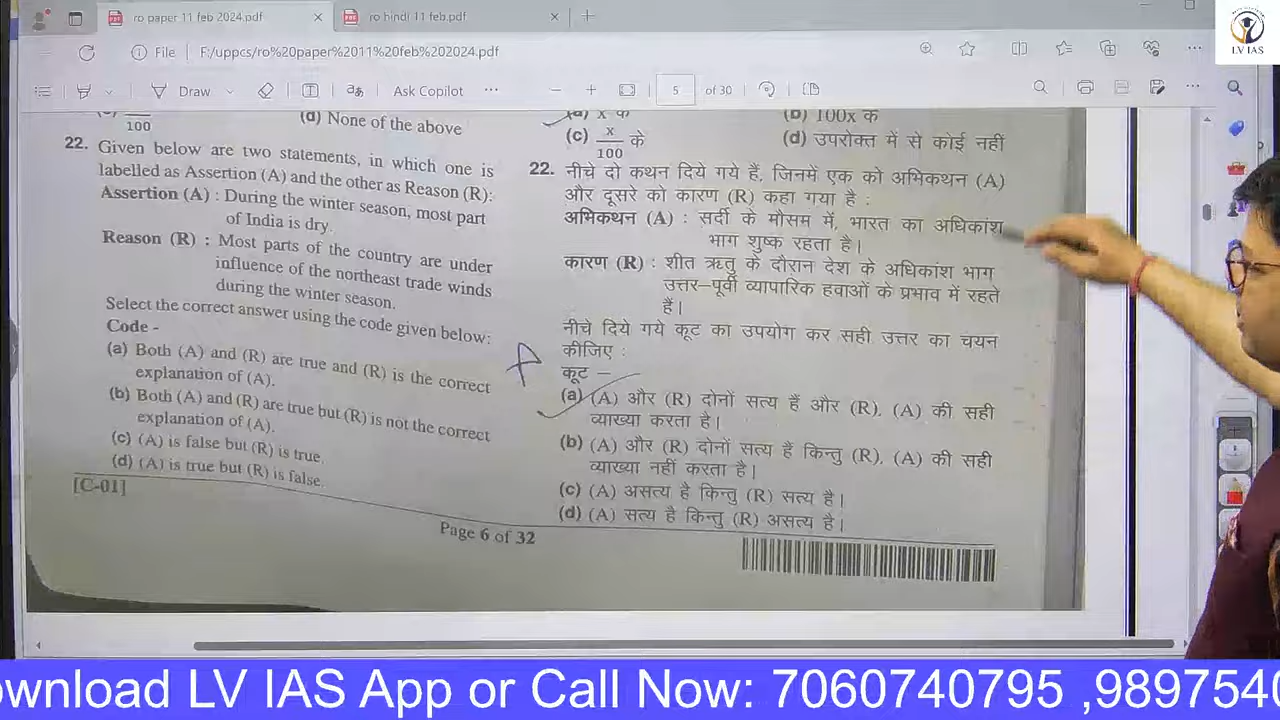 ro paper 11 feb 2024.pdf
ro hindi 11 feb.pdf
LV IAS
File
F:/uppcs/ro%20paper%2011%20feb%202024.pdf
Draw
Ask Copilot
5
of 30
100
(d) None of the above
22. Given below are two statements, in which one is
labelled as Assertion (A) and the other as Reason (R):
Assertion (A) : During the winter season, most part
of India is dry.
Reason (R) : Most parts of the country are under
influence of the northeast trade winds
during the winter season.
Select the correct answer using the code given below:
Code -
(a) Both (A) and (R) are true and (R) is the correct
explanation of (A).
(b) Both (A) and (R) are true but (R) is not the correct
explanation of (A).
(c) (A) is false but (R) is true.
(d) (A) is true but (R) is false.
[C-01]
Page 6 of 32
(a) x के
(b) 100x के
(c) x/100 के
(d) उपरोक्त में से कोई नहीं
22. नीचे दो कथन दिये गये हैं, जिनमें एक को अभिकथन (A)
और दूसरे को कारण (R) कहा गया है :
अभिकथन (A) : सर्दी के मौसम में, भारत का अधिकांश
भाग शुष्क रहता है।
कारण (R) : शीत ऋतु के दौरान देश के अधिकांश भाग
उत्तर–पूर्वी व्यापारिक हवाओं के प्रभाव में रहते
हैं।
नीचे दिये गये कूट का उपयोग कर सही उत्तर का चयन
कीजिए :
कूट –
(a) (A) और (R) दोनों सत्य हैं और (R), (A) की सही
व्याख्या करता है।
(b) (A) और (R) दोनों सत्य हैं किन्तु (R), (A) की सही
व्याख्या नहीं करता है।
(c) (A) असत्य है किन्तु (R) सत्य है।
(d) (A) सत्य है किन्तु (R) असत्य है।
ownload LV IAS App or Call Now: 7060740795 ,9897540